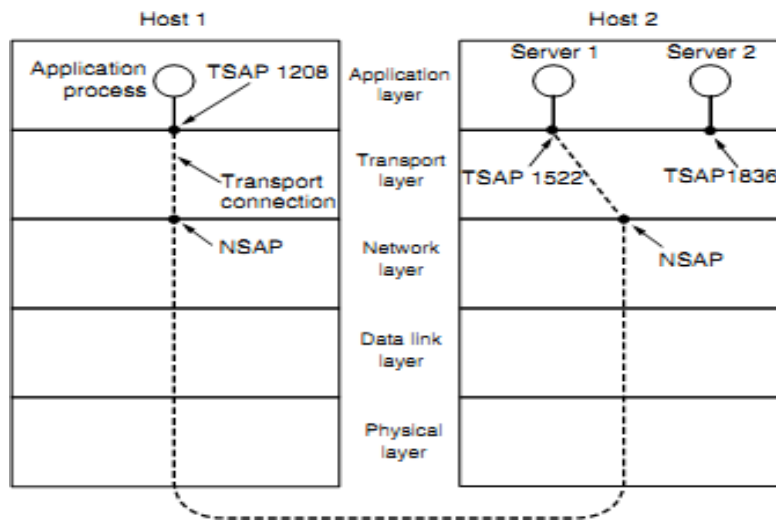 Host 1
Host 2
Application
process
TSAP 1208
Application
layer
Server 1
Server 2
Transport
connection
Transport
layer
TSAP 1522
TSAP1836
NSAP
Network
layer
NSAP
Data link
layer
Physical
layer